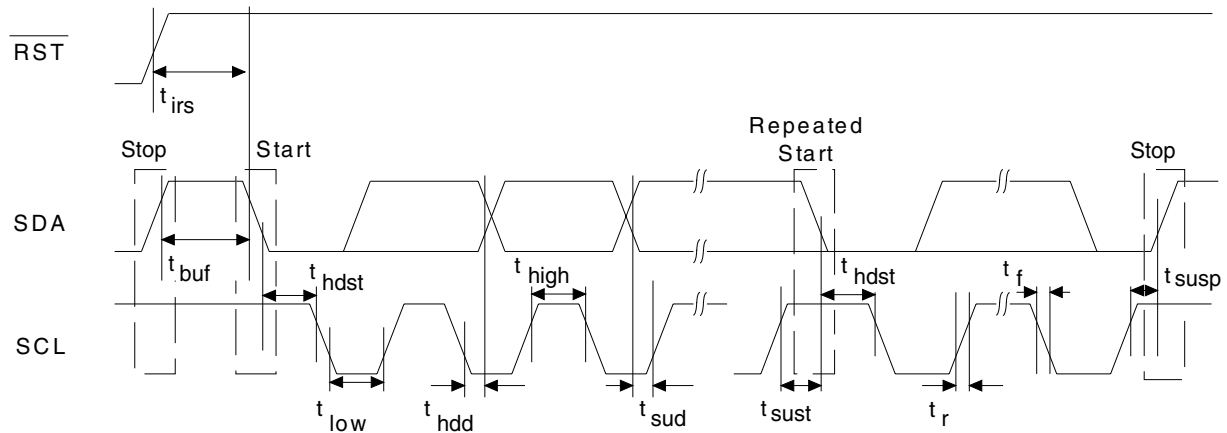 RST
t irs
Repeated
Stop
Start
Start
Stop
SDA
t buf
t hdst
t high
t hdst
t f
t susp
SCL
t low
t hdd
t sud
t sust
t r